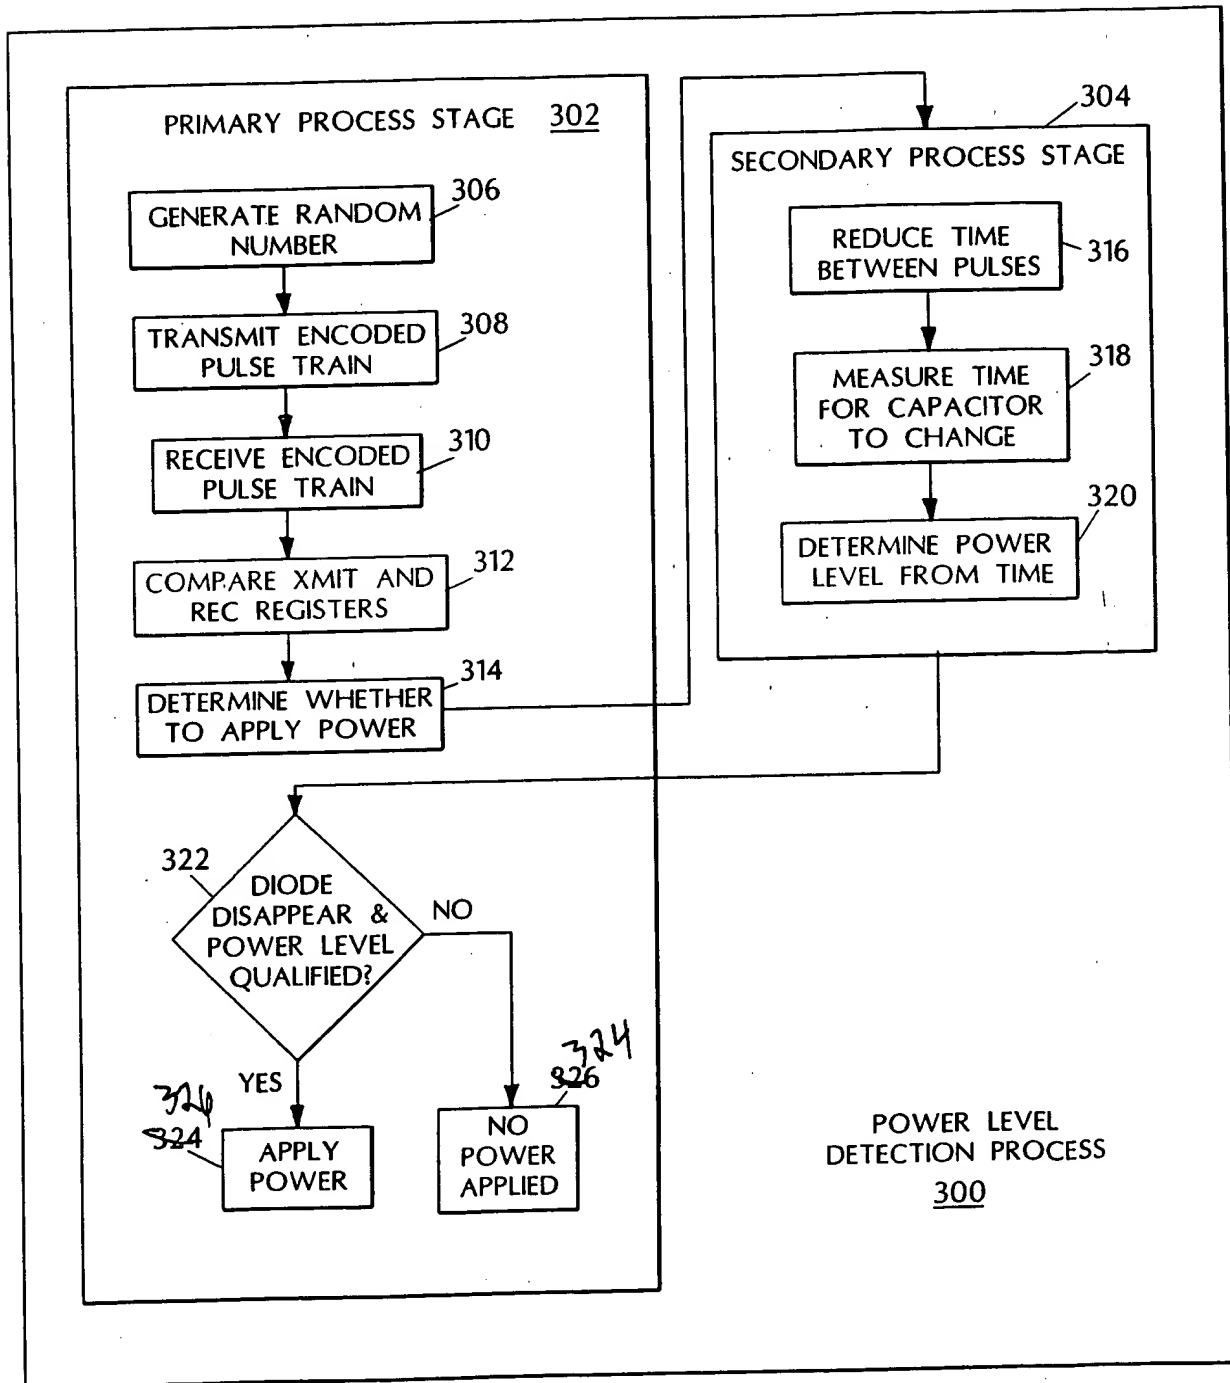 PRIMARY PROCESS STAGE 302
306
GENERATE RANDOM
NUMBER
308
TRANSMIT ENCODED
PULSE TRAIN
310
RECEIVE ENCODED
PULSE TRAIN
312
COMPARE XMIT AND
REC REGISTERS
314
DETERMINE WHETHER
TO APPLY POWER
304
SECONDARY PROCESS STAGE
REDUCE TIME
BETWEEN PULSES
316
318
MEASURE TIME
FOR CAPACITOR
TO CHANGE
320
DETERMINE POWER
LEVEL FROM TIME
322
DIODE
DISAPPEAR &
POWER LEVEL
QUALIFIED?
NO
YES
326
324
APPLY
POWER
324
326
NO
POWER
APPLIED
POWER LEVEL
DETECTION PROCESS
300